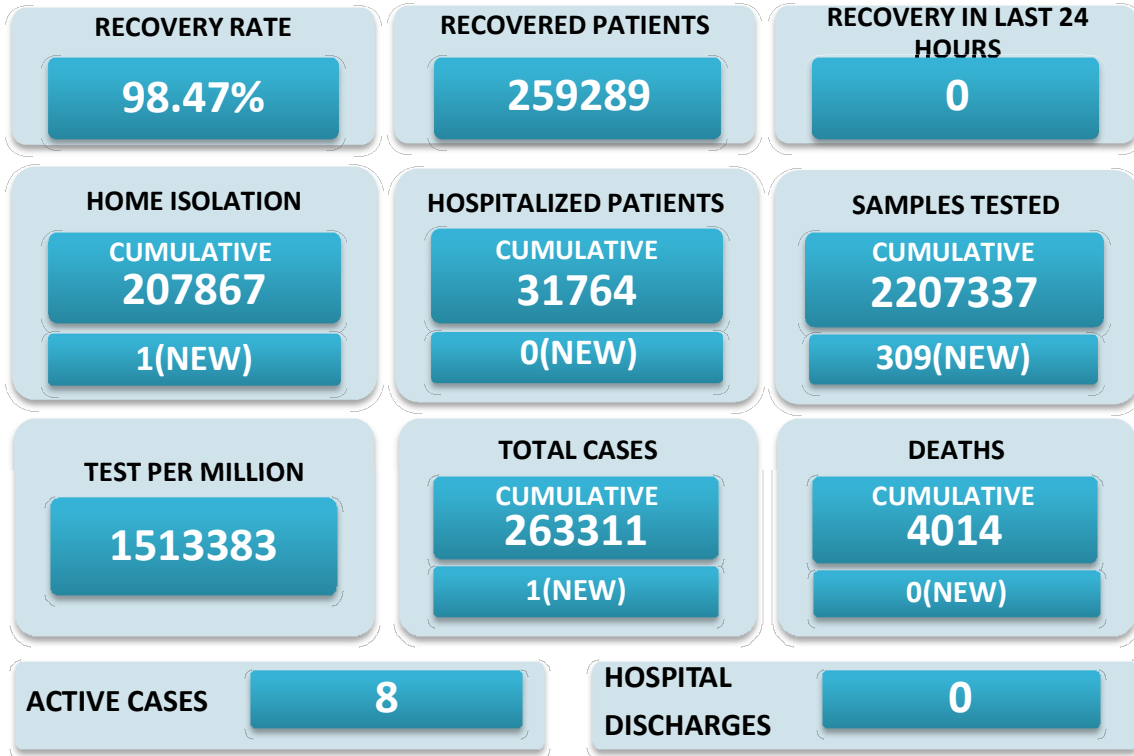 RECOVERY RATE
98.47%
RECOVERED PATIENTS
259289
RECOVERY IN LAST 24
HOURS
0
HOME ISOLATION
CUMULATIVE
207867
1(NEW)
HOSPITALIZED PATIENTS
CUMULATIVE
31764
0(NEW)
SAMPLES TESTED
CUMULATIVE
2207337
309(NEW)
TEST PER MILLION
1513383
TOTAL CASES
CUMULATIVE
263311
1(NEW)
DEATHS
CUMULATIVE
4014
0(NEW)
ACTIVE CASES
8
HOSPITAL
DISCHARGES
0